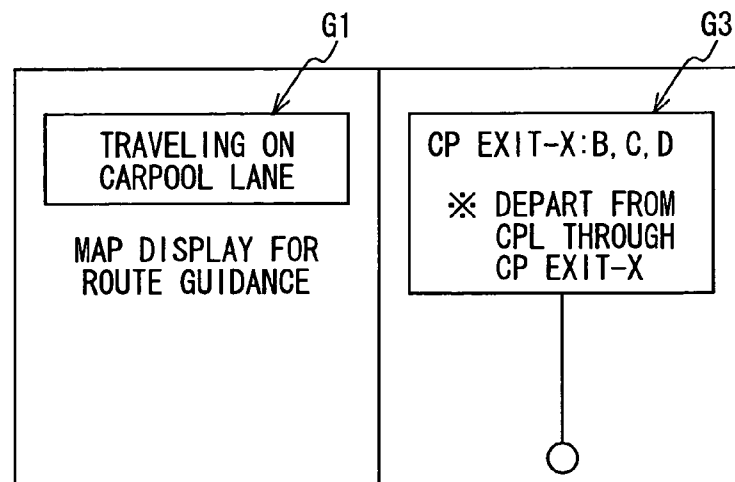 G1
G3
TRAVELING ON
CARPOOL LANE
MAP DISPLAY FOR
ROUTE GUIDANCE
CP EXIT-X:B, C, D
※ DEPART FROM
CPL THROUGH
CP EXIT-X